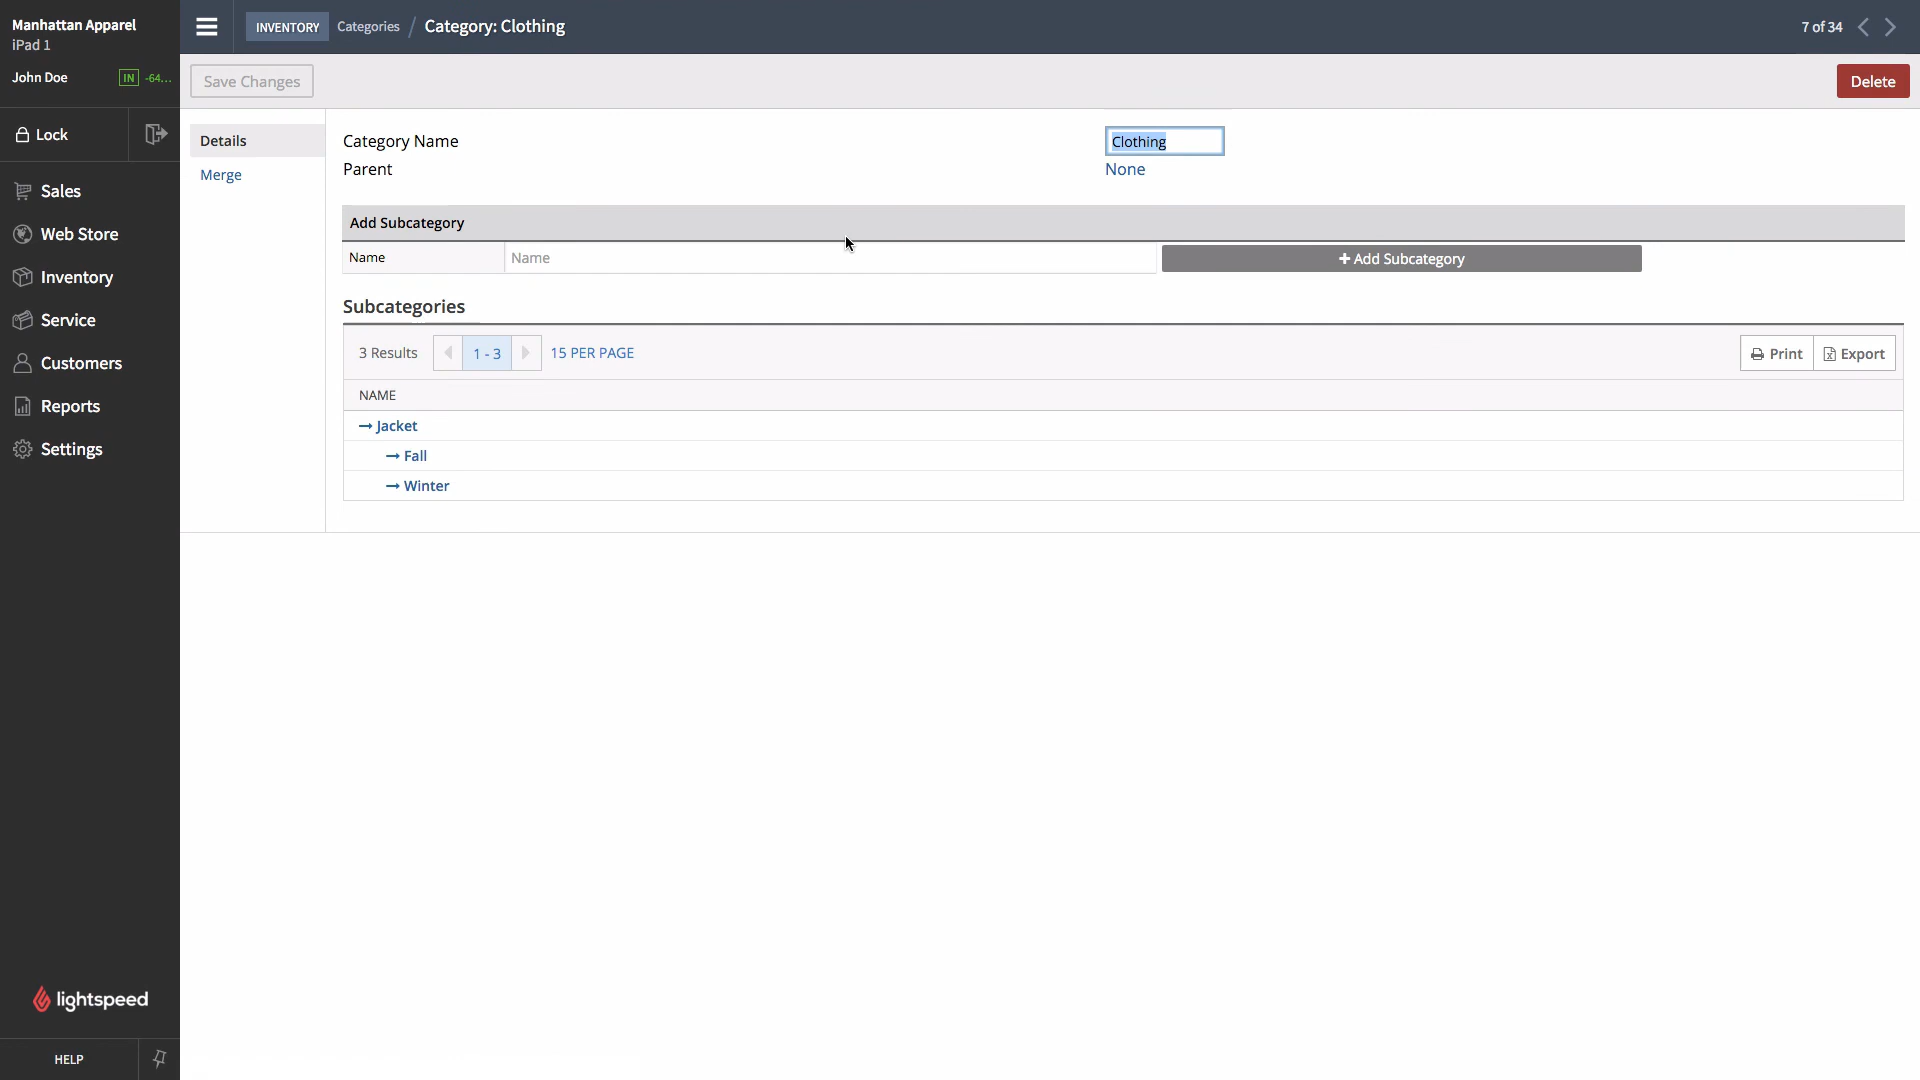 Manhattan Apparel
iPad 1
John Doe IN -64...
Lock
Sales
Web Store
Inventory
Service
Customers
Reports
Settings
lightspeed
HELP
INVENTORY Categories / Category: Clothing
7 of 34
Save Changes
Delete
Details
Merge
Category Name Clothing
Parent None
Add Subcategory
Name Name + Add Subcategory
Subcategories
3 Results 1 - 3 15 PER PAGE Print Export
NAME
→ Jacket
→ Fall
→ Winter